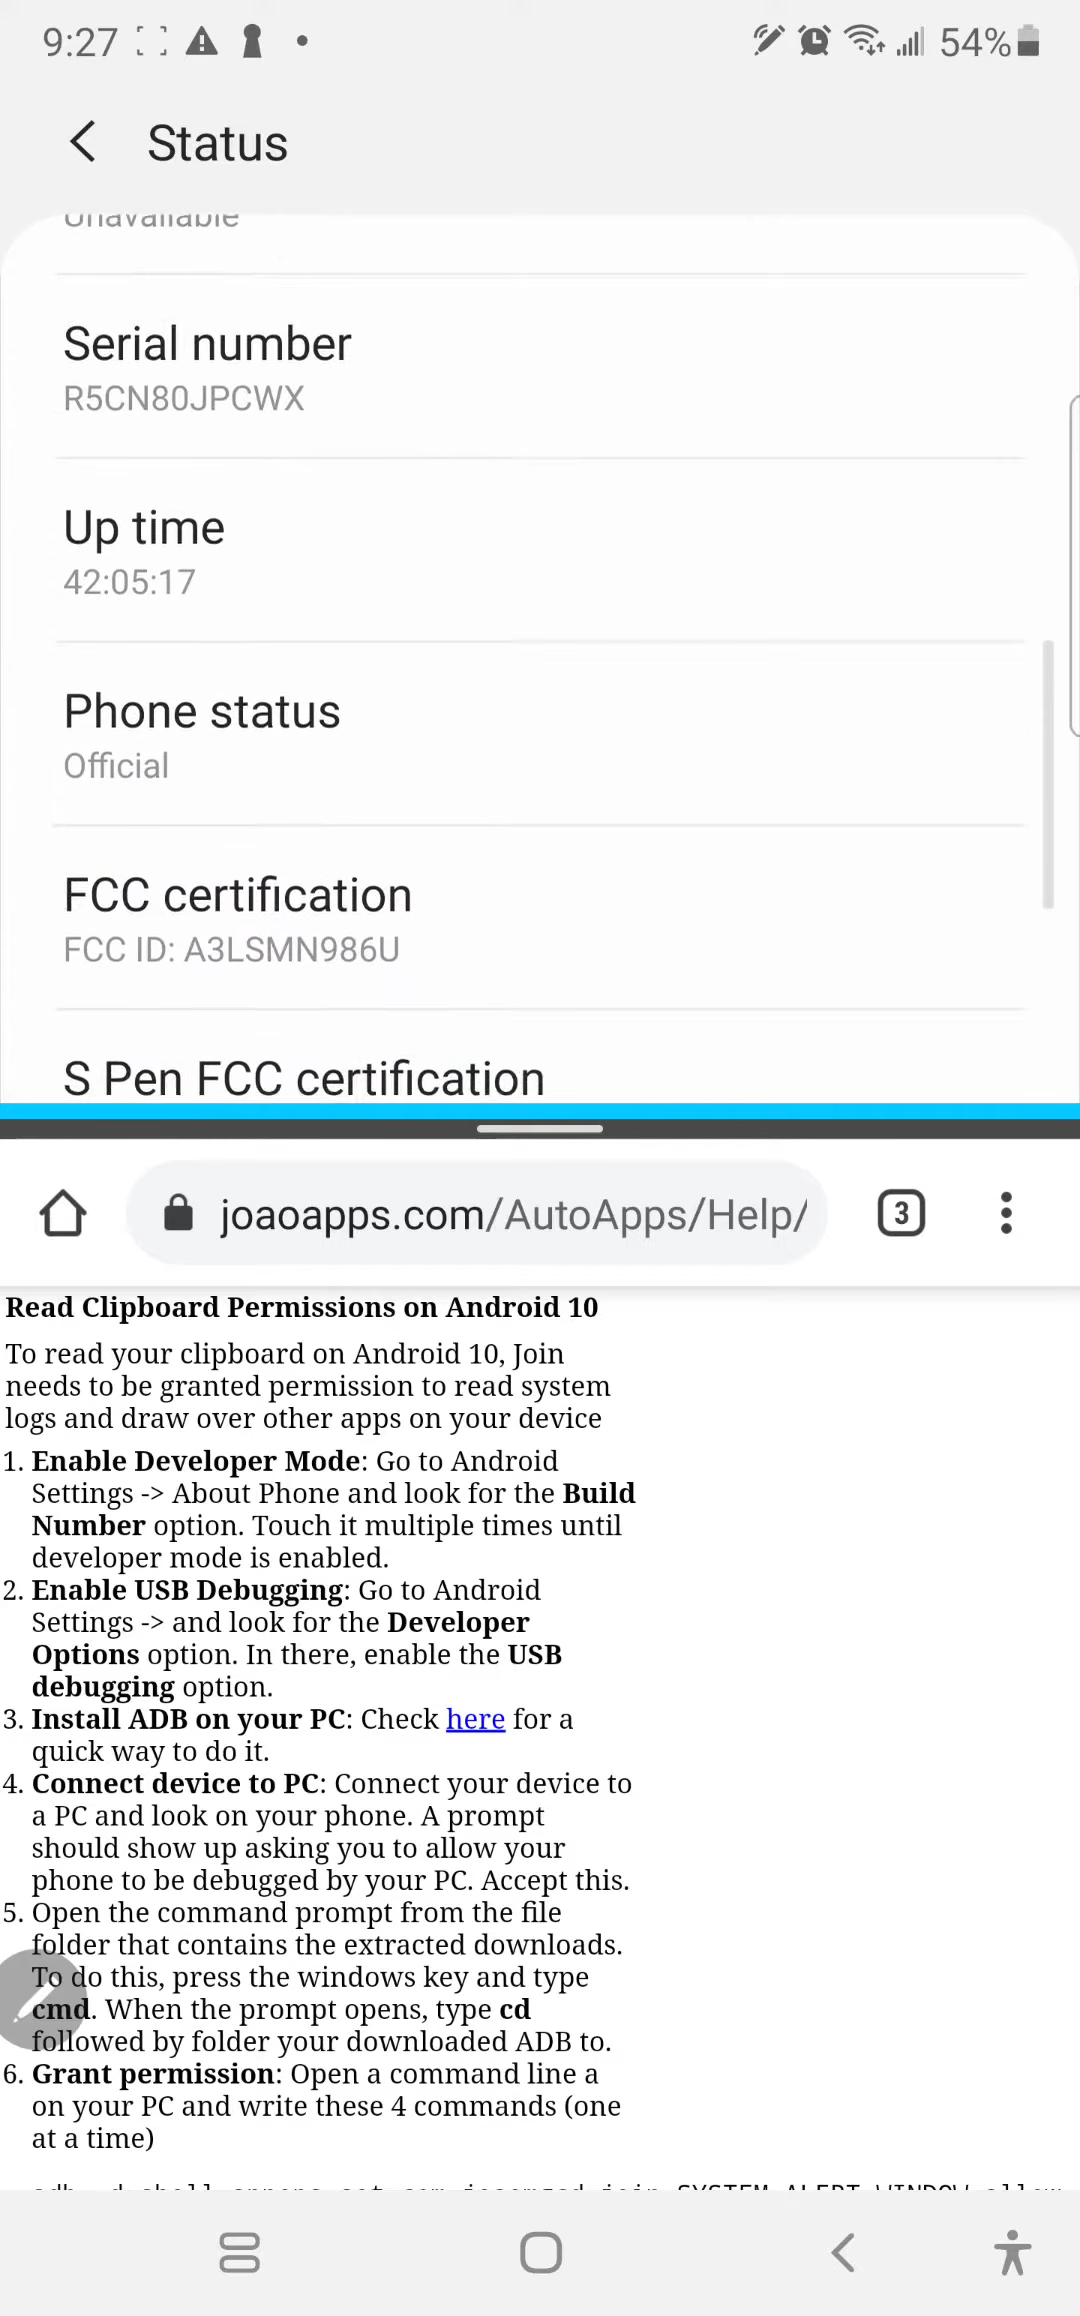 9:27
54%
Status
Unavailable
Serial number
R5CN80JPCWX
Up time
42:05:17
Phone status
Official
FCC certification
FCC ID: A3LSMN986U
S Pen FCC certification
joaoapps.com/AutoApps/Help/
3
Read Clipboard Permissions on Android 10
To read your clipboard on Android 10, Join
needs to be granted permission to read system
logs and draw over other apps on your device
1. Enable Developer Mode: Go to Android
Settings -> About Phone and look for the Build
Number option. Touch it multiple times until
developer mode is enabled.
2. Enable USB Debugging: Go to Android
Settings -> and look for the Developer
Options option. In there, enable the USB
debugging option.
3. Install ADB on your PC: Check here for a
quick way to do it.
4. Connect device to PC: Connect your device to
a PC and look on your phone. A prompt
should show up asking you to allow your
phone to be debugged by your PC. Accept this.
5. Open the command prompt from the file
folder that contains the extracted downloads.
To do this, press the windows key and type
cmd. When the prompt opens, type cd
followed by folder your downloaded ADB to.
6. Grant permission: Open a command line a
on your PC and write these 4 commands (one
at a time)